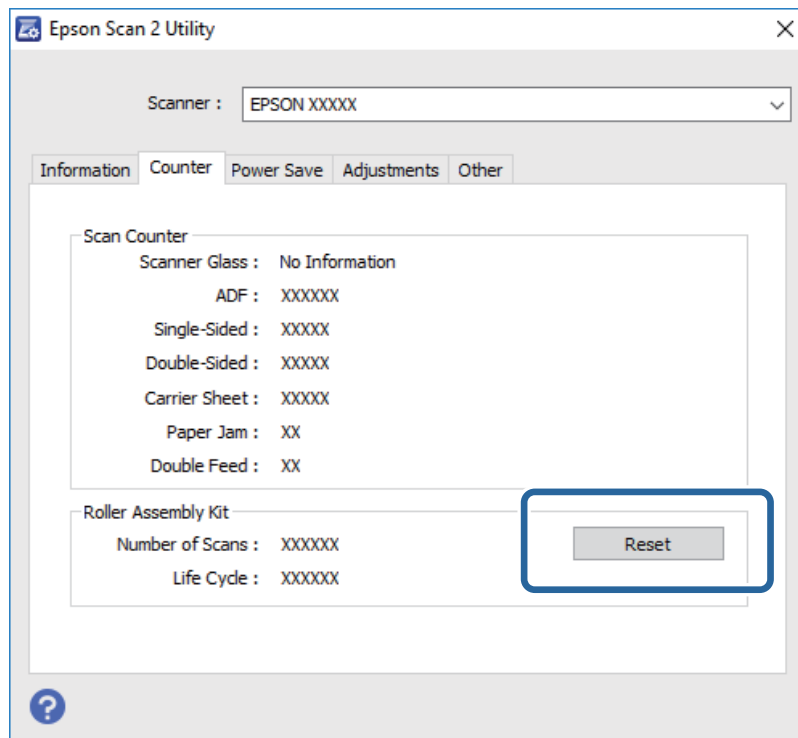 Epson Scan 2 Utility
Scanner : EPSON XXXXX
Information Counter Power Save Adjustments Other
Scan Counter
Scanner Glass : No Information
ADF : XXXXXX
Single-Sided : XXXXX
Double-Sided : XXXXX
Carrier Sheet : XXXXX
Paper Jam : XX
Double Feed : XX
Roller Assembly Kit
Number of Scans : XXXXXX Reset
Life Cycle : XXXXXX
?